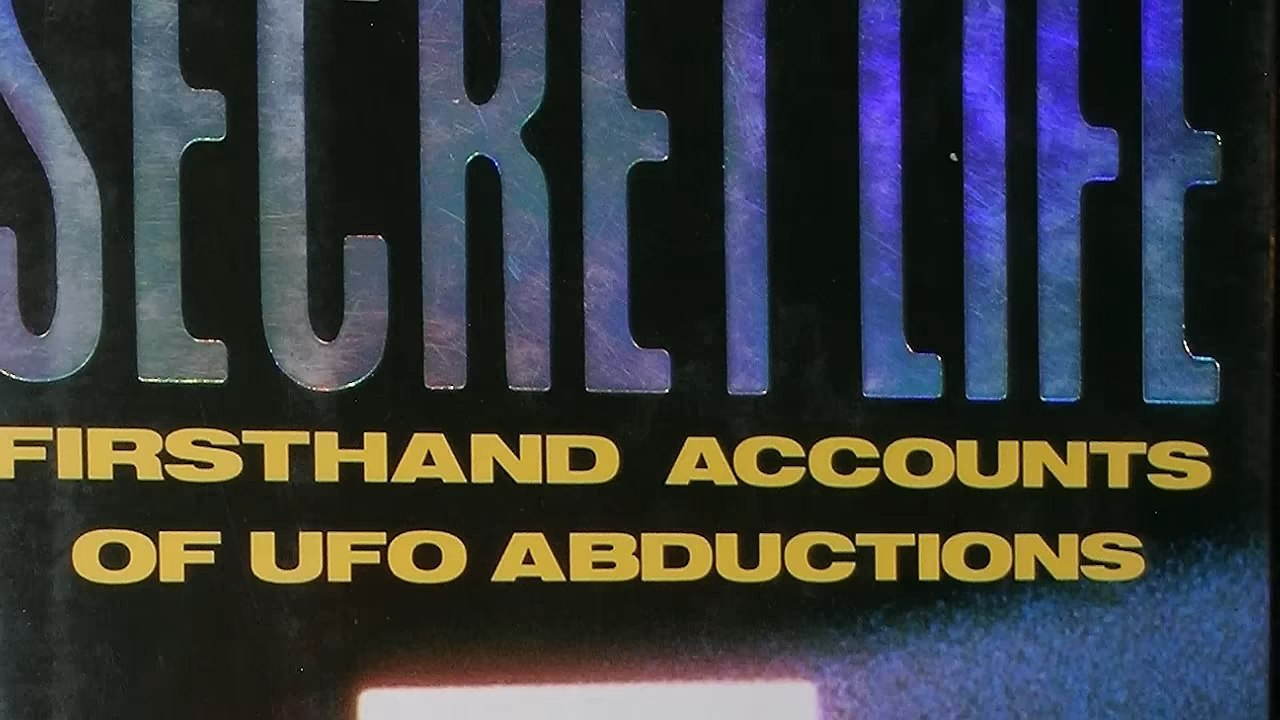 SECRET LIFE
FIRSTHAND ACCOUNTS
OF UFO ABDUCTIONS